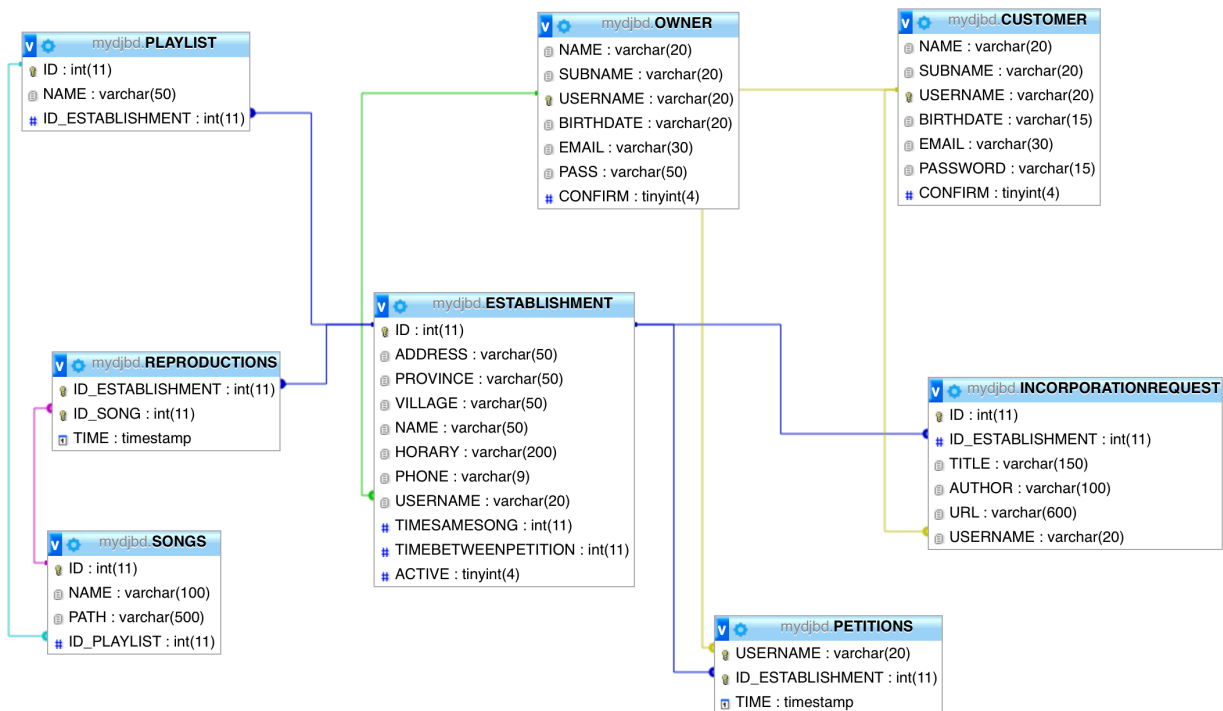 v mydjbd.PLAYLIST
ID : int(11)
NAME : varchar(50)
# ID_ESTABLISHMENT : int(11)
v mydjbd.OWNER
NAME : varchar(20)
SUBNAME : varchar(20)
USERNAME : varchar(20)
BIRTHDATE : varchar(20)
EMAIL : varchar(30)
PASS : varchar(50)
# CONFIRM : tinyint(4)
v mydjbd.CUSTOMER
NAME : varchar(20)
SUBNAME : varchar(20)
USERNAME : varchar(20)
BIRTHDATE : varchar(15)
EMAIL : varchar(30)
PASSWORD : varchar(15)
# CONFIRM : tinyint(4)
v mydjbd.ESTABLISHMENT
ID : int(11)
ADDRESS : varchar(50)
PROVINCE : varchar(50)
VILLAGE : varchar(50)
NAME : varchar(50)
HORARY : varchar(200)
PHONE : varchar(9)
USERNAME : varchar(20)
# TIMESAMESONG : int(11)
# TIMEBETWEENPETITION : int(11)
# ACTIVE : tinyint(4)
v mydjbd.REPRODUCTIONS
ID_ESTABLISHMENT : int(11)
ID_SONG : int(11)
TIME : timestamp
v mydjbd.INCORPORATIONREQUEST
ID : int(11)
# ID_ESTABLISHMENT : int(11)
TITLE : varchar(150)
AUTHOR : varchar(100)
URL : varchar(600)
USERNAME : varchar(20)
v mydjbd.SONGS
ID : int(11)
NAME : varchar(100)
PATH : varchar(500)
# ID_PLAYLIST : int(11)
v mydjbd.PETITIONS
USERNAME : varchar(20)
ID_ESTABLISHMENT : int(11)
TIME : timestamp